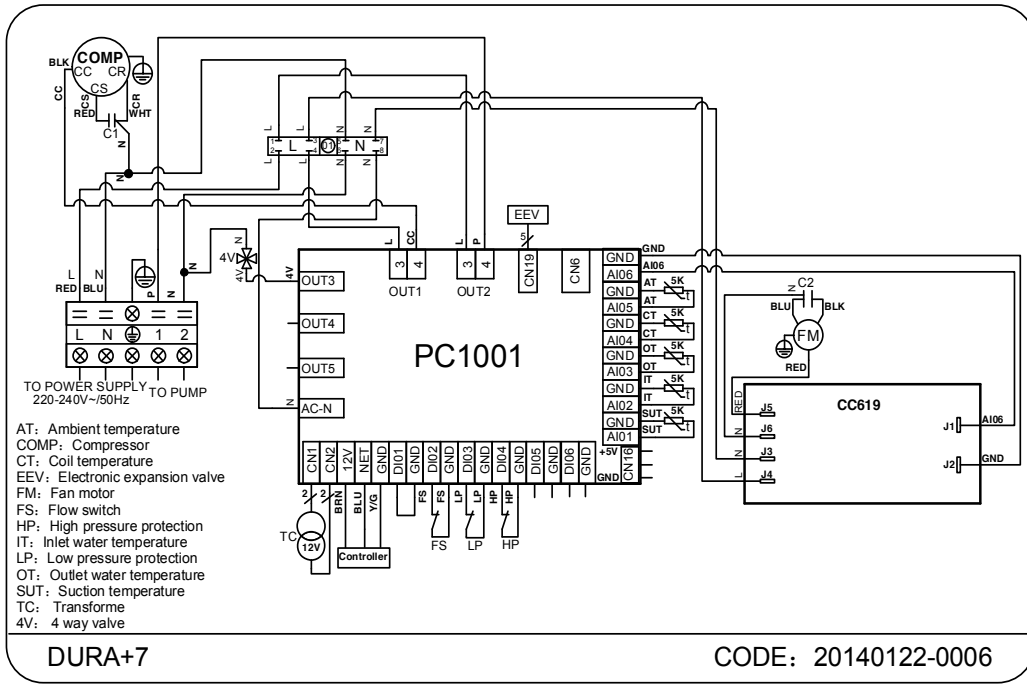 COMP
CC CR
CS
BLK
CC
RED
CS
CR
WHT
C1
N
N
L
N
RED
BLU
P
N
N
L N 1 2
TO POWER SUPPLY
220-240V~/50Hz
TO PUMP
L L N N
1 3 5 7
L D1 N
2 4 6 8
L L N N
N
4V
4V
4V
L CC
3 4
OUT1
L P
3 4
OUT2
EEV
5
CN19
CN6
OUT3
OUT4
OUT5
N
AC-N
PC1001
GND
GND
AI06
AI06
GND
AT
5K
t
AT
AI05
GND
CT
5K
t
CT
AI04
GND
OT
5K
t
OT
AI03
GND
IT
5K
t
IT
AI02
GND
SUT
5K
t
SUT
AI01
+5V
CN16
GND
CN1 CN2 12V NET GND DI01 GND DI02 GND DI03 GND DI04 GND DI05 GND DI06 GND
2 2 BRN BLU Y/G FS FS LP LP HP HP
TC
12V
Controller
FS LP HP
N
C2
BLU
BLK
FM
RED
RED
N
N
L
J5
J6
J3
J4
CC619
J1
AI06
J2
GND
AT: Ambient temperature
COMP: Compressor
CT: Coil temperature
EEV: Electronic expansion valve
FM: Fan motor
FS: Flow switch
HP: High pressure protection
IT: Inlet water temperature
LP: Low pressure protection
OT: Outlet water temperature
SUT: Suction temperature
TC: Transforme
4V: 4 way valve
DURA+7
CODE: 20140122-0006